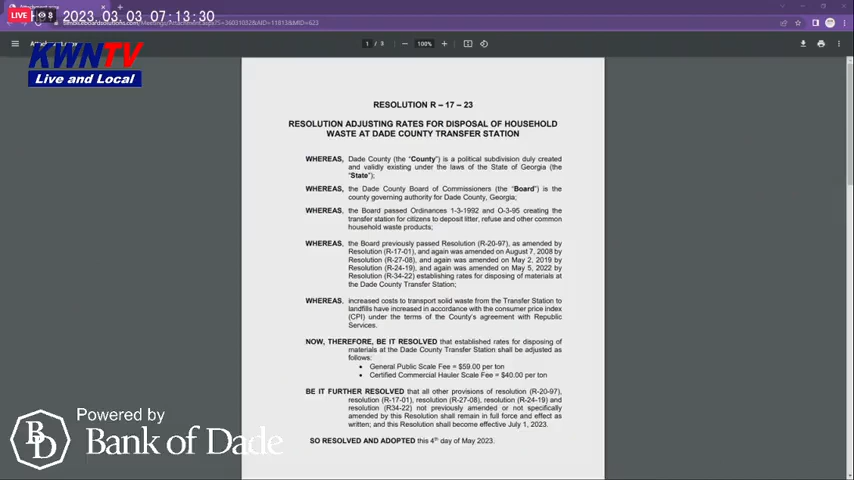 LIVE 8 2023_03_03 07:13:30
1 / 3
100%
KWNTV
Live and Local
RESOLUTION R – 17 – 23
RESOLUTION ADJUSTING RATES FOR DISPOSAL OF HOUSEHOLD
WASTE AT DADE COUNTY TRANSFER STATION
WHEREAS, Dade County (the “County”) is a political subdivision duly created
and validly existing under the laws of the State of Georgia (the
“State”);
WHEREAS, the Dade County Board of Commissioners (the “Board”) is the
county governing authority for Dade County, Georgia;
WHEREAS, the Board passed Ordinances 1-3-1992 and O-3-95 creating the
transfer station for citizens to deposit litter, refuse and other common
household waste products;
WHEREAS, the Board previously passed Resolution (R-20-97), as amended by
Resolution (R-17-01), and again was amended on August 7, 2008 by
Resolution (R-27-08), and again was amended on May 2, 2019 by
Resolution (R-24-19), and again was amended on May 5, 2022 by
Resolution (R-34-22) establishing rates for disposing of materials at
the Dade County Transfer Station;
WHEREAS, increased costs to transport solid waste from the Transfer Station to
landfills have increased in accordance with the consumer price index
(CPI) under the terms of the County’s agreement with Republic
Services.
NOW, THEREFORE, BE IT RESOLVED that established rates for disposing of
materials at the Dade County Transfer Station shall be adjusted as
follows:
• General Public Scale Fee = $59.00 per ton
• Certified Commercial Hauler Scale Fee = $40.00 per ton
BE IT FURTHER RESOLVED that all other provisions of resolution (R-20-97),
resolution (R-17-01), resolution (R-27-08), resolution (R-24-19) and
resolution (R34-22) not previously amended or not specifically
amended by this Resolution shall remain in full force and effect as
written; and this Resolution shall become effective July 1, 2023.
SO RESOLVED AND ADOPTED this 4th day of May 2023.
Powered by
BD Bank of Dade